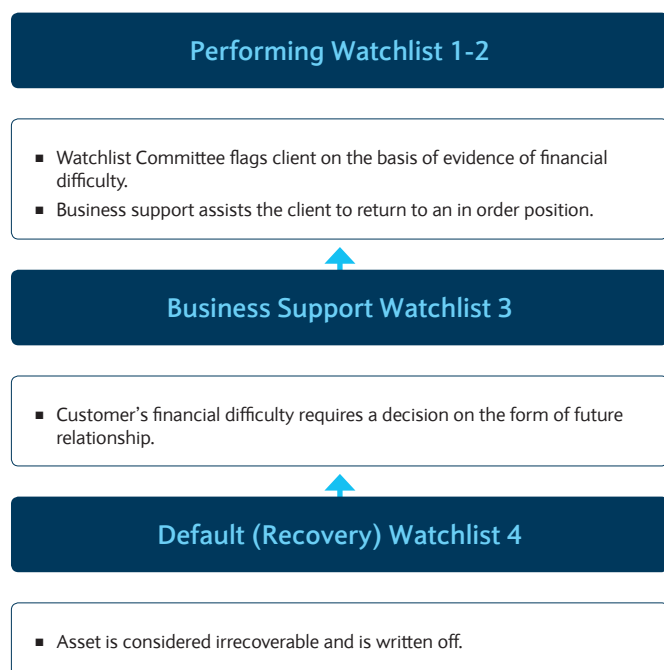 Performing Watchlist 1-2
▪ Watchlist Committee flags client on the basis of evidence of financial
difficulty.
▪ Business support assists the client to return to an in order position.
Business Support Watchlist 3
▪ Customer’s financial difficulty requires a decision on the form of future
relationship.
Default (Recovery) Watchlist 4
▪ Asset is considered irrecoverable and is written off.